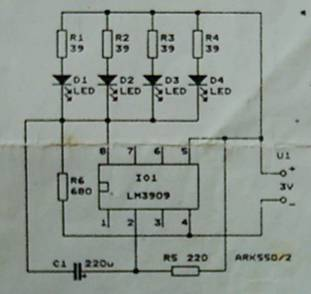 R1 R2 R3 R4
39 39 39 39
D1 D2 D3 D4
LED LED LED LED
8 7 6 5
IO1
LM3909
R6
680
1 2 3 4
U1
+
3V
-
C1 220u + R5 220 ARK550/2